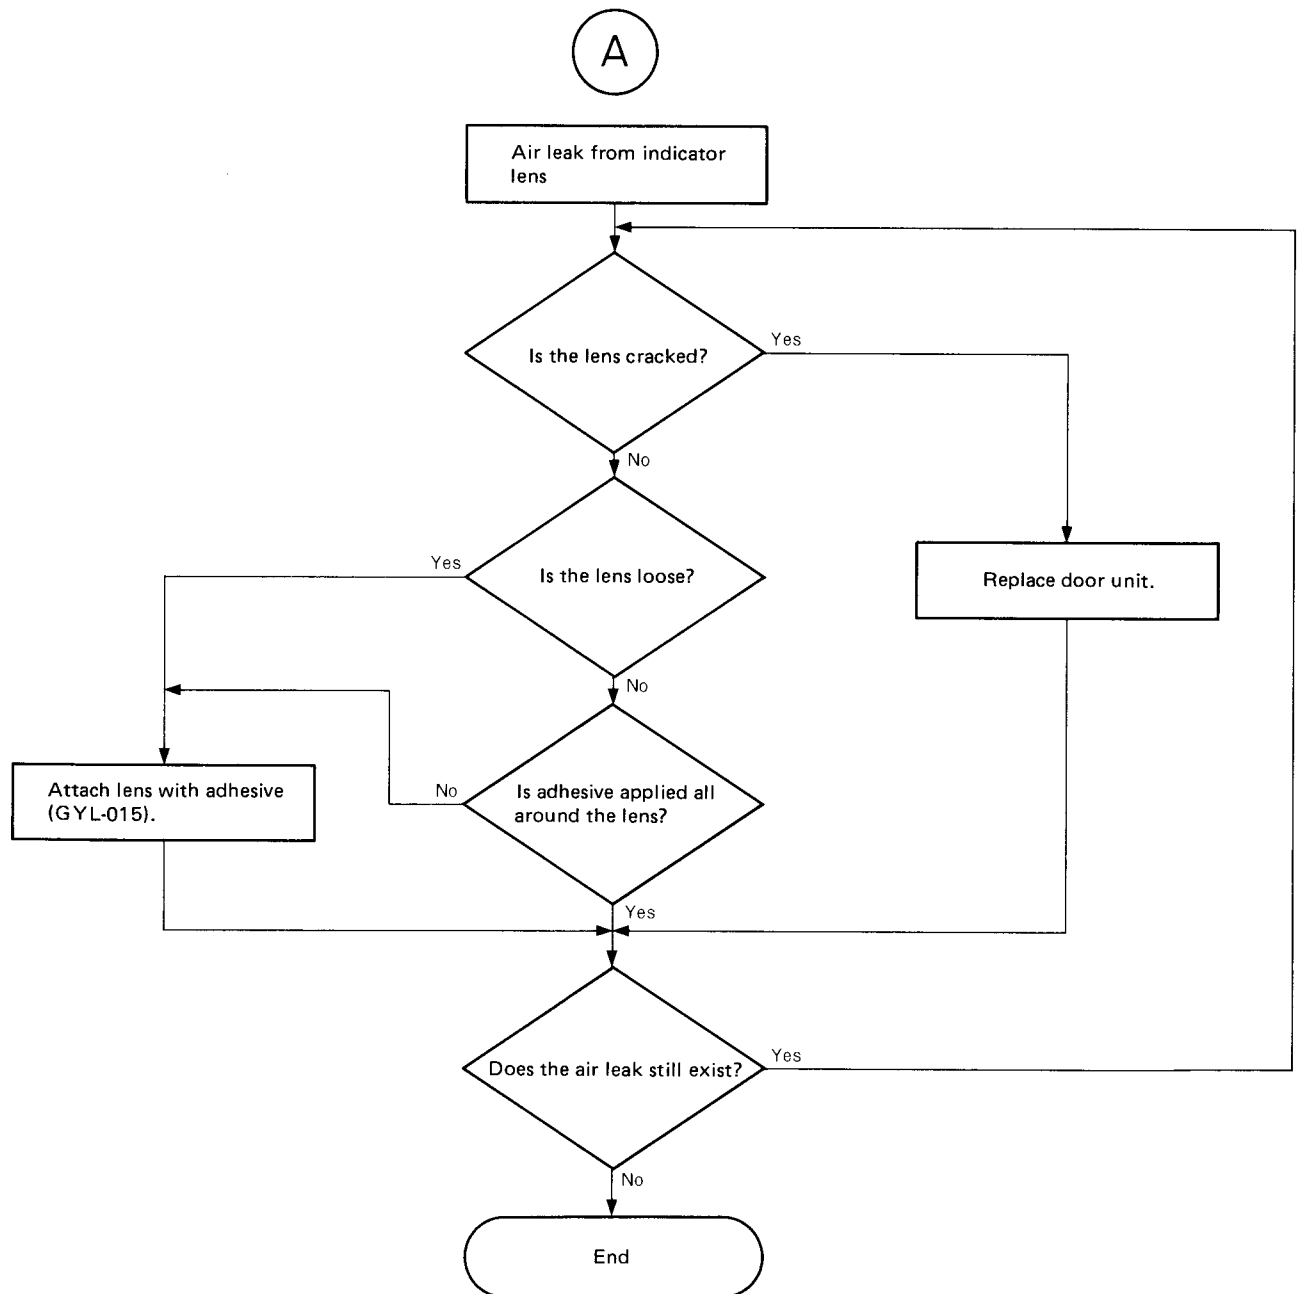 A
Air leak from indicator
lens
Is the lens cracked?
Yes
No
Is the lens loose?
Yes
No
Replace door unit.
Attach lens with adhesive
(GYL-015).
Is adhesive applied all
around the lens?
No
Yes
Does the air leak still exist?
Yes
No
End